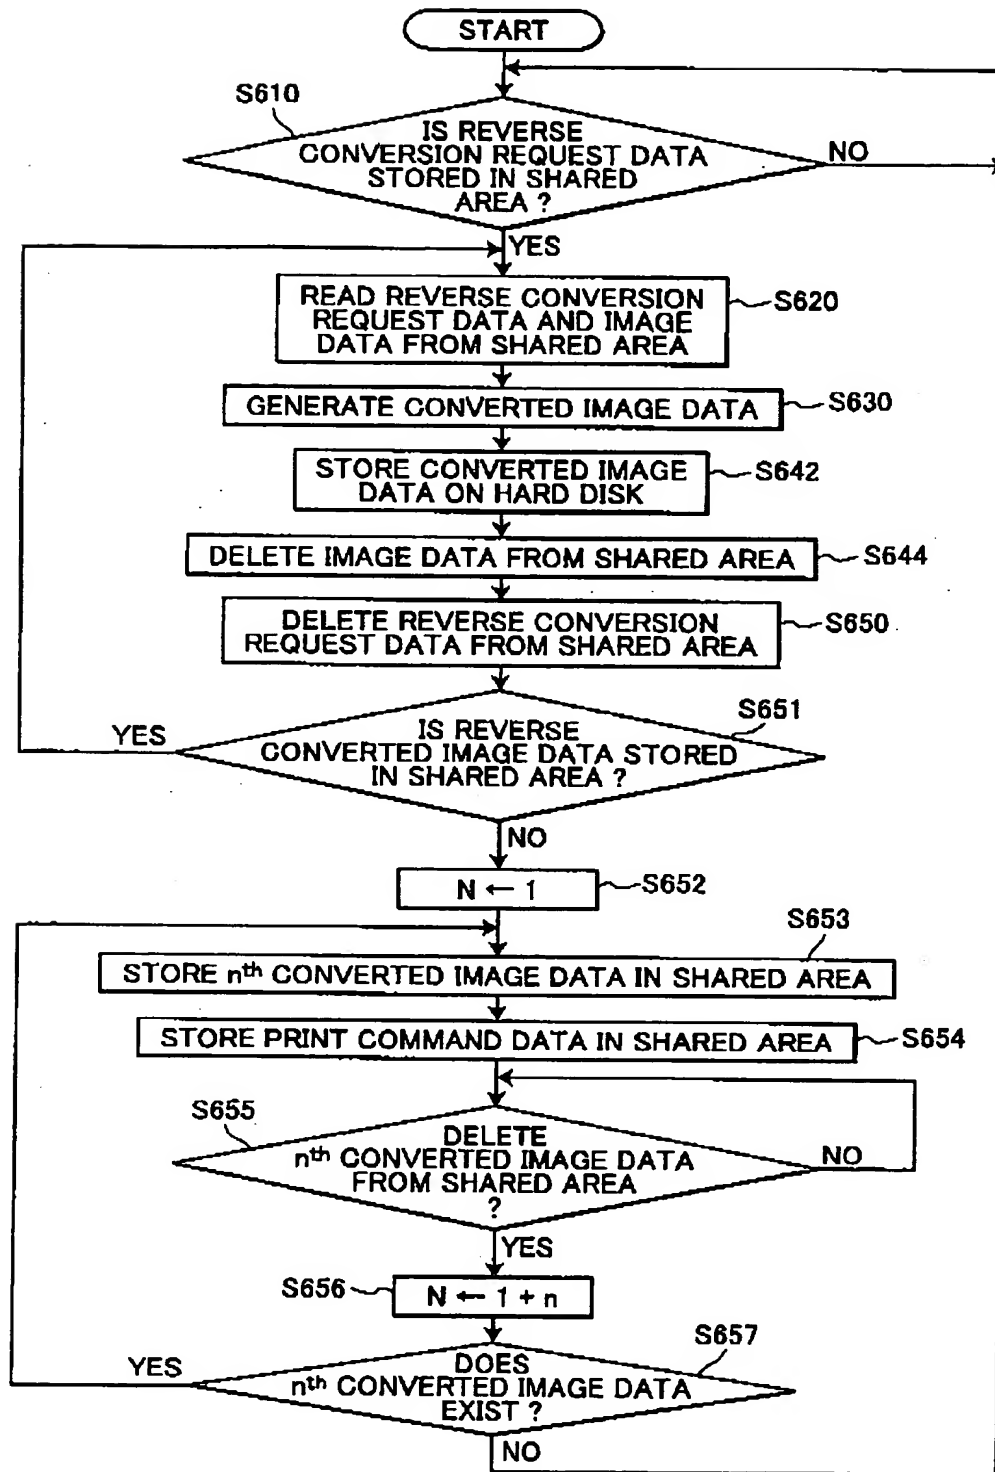 START
S610
IS REVERSE
CONVERSION REQUEST DATA
STORED IN SHARED
AREA ?
NO
YES
READ REVERSE CONVERSION
REQUEST DATA AND IMAGE
DATA FROM SHARED AREA
S620
GENERATE CONVERTED IMAGE DATA
S630
STORE CONVERTED IMAGE
DATA ON HARD DISK
S642
DELETE IMAGE DATA FROM SHARED AREA
S644
DELETE REVERSE CONVERSION
REQUEST DATA FROM SHARED AREA
S650
S651
YES
IS REVERSE
CONVERTED IMAGE DATA STORED
IN SHARED AREA ?
NO
N ← 1
S652
S653
STORE nth CONVERTED IMAGE DATA IN SHARED AREA
STORE PRINT COMMAND DATA IN SHARED AREA
S654
S655
DELETE
nth CONVERTED IMAGE DATA
FROM SHARED AREA
?
NO
YES
S656
N ← 1 + n
S657
YES
DOES
nth CONVERTED IMAGE DATA
EXIST ?
NO